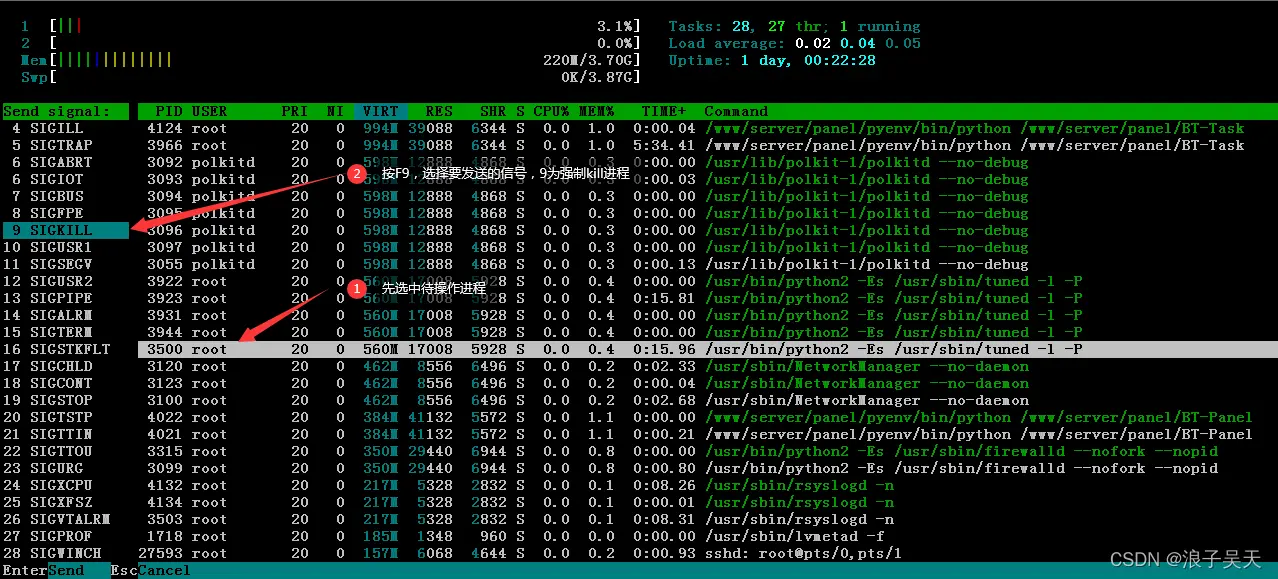 1 [||| 3.1%] Tasks: 28, 27 thr; 1 running
2 [ 0.0%] Load average: 0.02 0.04 0.05
Mem[||||||||||||| 220M/3.70G] Uptime: 1 day, 00:22:28
Swp[ 0K/3.87G]
Send signal: PID USER PRI NI VIRT RES SHR S CPU% MEM% TIME+ Command
4 SIGILL 4124 root 20 0 994M 39088 6344 S 0.0 1.0 0:00.04 /www/server/panel/pyenv/bin/python /www/server/panel/BT-Task
5 SIGTRAP 3966 root 20 0 994M 39088 6344 S 0.0 1.0 5:34.41 /www/server/panel/pyenv/bin/python /www/server/panel/BT-Task
6 SIGABRT 3092 polkitd 20 0 598M 12888 4868 S 0.0 0.3 0:00.00 /usr/lib/polkit-1/polkitd --no-debug
2 按F9，选择要发送的信号，9为强制kill进程
6 SIGIOT 3093 polkitd 20 0 598M 12888 4868 S 0.0 0.3 0:00.03 /usr/lib/polkit-1/polkitd --no-debug
7 SIGBUS 3094 polkitd 20 0 598M 12888 4868 S 0.0 0.3 0:00.00 /usr/lib/polkit-1/polkitd --no-debug
8 SIGFPE 3095 polkitd 20 0 598M 12888 4868 S 0.0 0.3 0:00.00 /usr/lib/polkit-1/polkitd --no-debug
9 SIGKILL 3096 polkitd 20 0 598M 12888 4868 S 0.0 0.3 0:00.00 /usr/lib/polkit-1/polkitd --no-debug
10 SIGUSR1 3097 polkitd 20 0 598M 12888 4868 S 0.0 0.3 0:00.00 /usr/lib/polkit-1/polkitd --no-debug
11 SIGSEGV 3055 polkitd 20 0 598M 12888 4868 S 0.0 0.3 0:00.13 /usr/lib/polkit-1/polkitd --no-debug
12 SIGUSR2 3922 root 20 0 560M 17008 5928 S 0.0 0.4 0:00.00 /usr/bin/python2 -Es /usr/sbin/tuned -l -P
1 先选中待操作进程
13 SIGPIPE 3923 root 20 0 560M 17008 5928 S 0.0 0.4 0:15.81 /usr/bin/python2 -Es /usr/sbin/tuned -l -P
14 SIGALRM 3931 root 20 0 560M 17008 5928 S 0.0 0.4 0:00.00 /usr/bin/python2 -Es /usr/sbin/tuned -l -P
15 SIGTERM 3944 root 20 0 560M 17008 5928 S 0.0 0.4 0:00.00 /usr/bin/python2 -Es /usr/sbin/tuned -l -P
16 SIGSTKFLT 3500 root 20 0 560M 17008 5928 S 0.0 0.4 0:15.96 /usr/bin/python2 -Es /usr/sbin/tuned -l -P
17 SIGCHLD 3120 root 20 0 462M 8556 6496 S 0.0 0.2 0:02.33 /usr/sbin/NetworkManager --no-daemon
18 SIGCONT 3123 root 20 0 462M 8556 6496 S 0.0 0.2 0:00.04 /usr/sbin/NetworkManager --no-daemon
19 SIGSTOP 3100 root 20 0 462M 8556 6496 S 0.0 0.2 0:02.68 /usr/sbin/NetworkManager --no-daemon
20 SIGTSTP 4022 root 20 0 384M 41132 5572 S 0.0 1.1 0:00.00 /www/server/panel/pyenv/bin/python /www/server/panel/BT-Panel
21 SIGTTIN 4021 root 20 0 384M 41132 5572 S 0.0 1.1 0:00.21 /www/server/panel/pyenv/bin/python /www/server/panel/BT-Panel
22 SIGTTOU 3315 root 20 0 350M 29440 6944 S 0.0 0.8 0:00.00 /usr/bin/python2 -Es /usr/sbin/firewalld --nofork --nopid
23 SIGURG 3099 root 20 0 350M 29440 6944 S 0.0 0.8 0:00.80 /usr/bin/python2 -Es /usr/sbin/firewalld --nofork --nopid
24 SIGXCPU 4132 root 20 0 217M 5328 2832 S 0.0 0.1 0:08.26 /usr/sbin/rsyslogd -n
25 SIGXFSZ 4134 root 20 0 217M 5328 2832 S 0.0 0.1 0:00.01 /usr/sbin/rsyslogd -n
26 SIGVTALRM 3503 root 20 0 217M 5328 2832 S 0.0 0.1 0:08.31 /usr/sbin/rsyslogd -n
27 SIGPROF 1718 root 20 0 185M 1348 960 S 0.0 0.0 0:00.00 /usr/sbin/lvmetad -f
28 SIGWINCH 27593 root 20 0 157M 6068 4644 S 0.0 0.2 0:00.93 sshd: root@pts/0,pts/1
EnterSend EscCancel
CSDN @浪子吴天